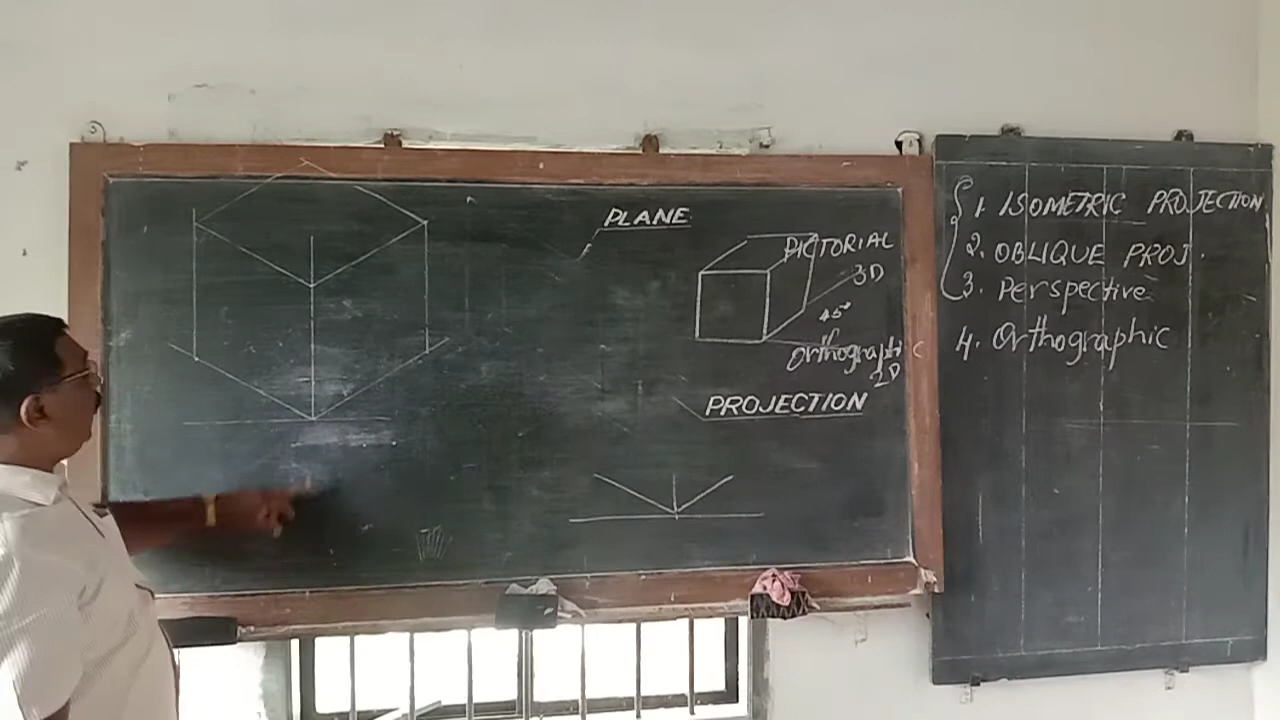 PLANE
PICTORIAL
3D
45°
Orthographic
2D
PROJECTION
1. ISOMETRIC PROJECTION
2. OBLIQUE PROJ.
3. Perspective
4. Orthographic